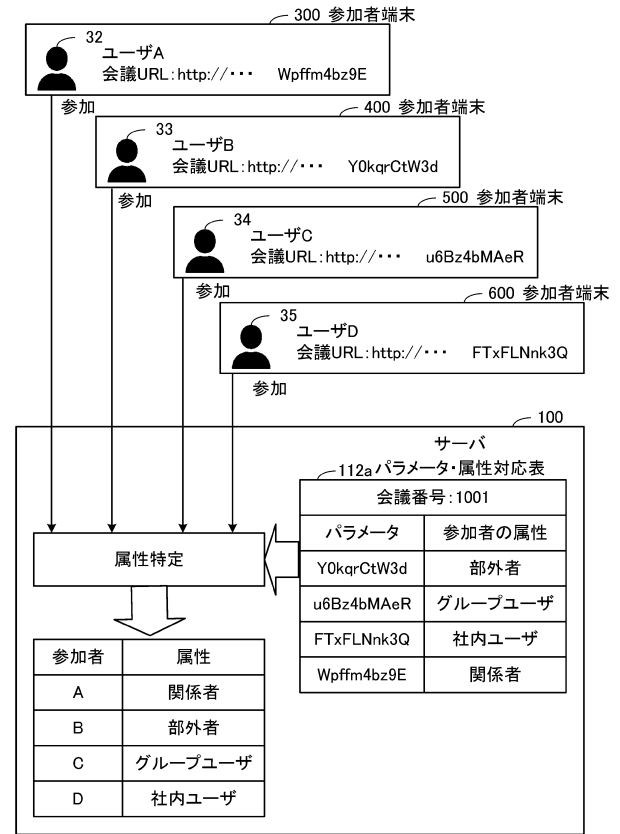 300 参加者端末
32
ユーザA
会議URL:http://・・・ Wpffm4bz9E
参加
400 参加者端末
33
ユーザB
会議URL:http://・・・ Y0kqrCtW3d
参加
500 参加者端末
34
ユーザC
会議URL:http://・・・ u6Bz4bMAeR
参加
600 参加者端末
35
ユーザD
会議URL:http://・・・ FTxFLNnk3Q
参加
100
サーバ
112a パラメータ・属性対応表
会議番号:1001
パラメータ 参加者の属性
Y0kqrCtW3d 部外者
u6Bz4bMAeR グループユーザ
FTxFLNnk3Q 社内ユーザ
Wpffm4bz9E 関係者
属性特定
参加者 属性
A 関係者
B 部外者
C グループユーザ
D 社内ユーザ